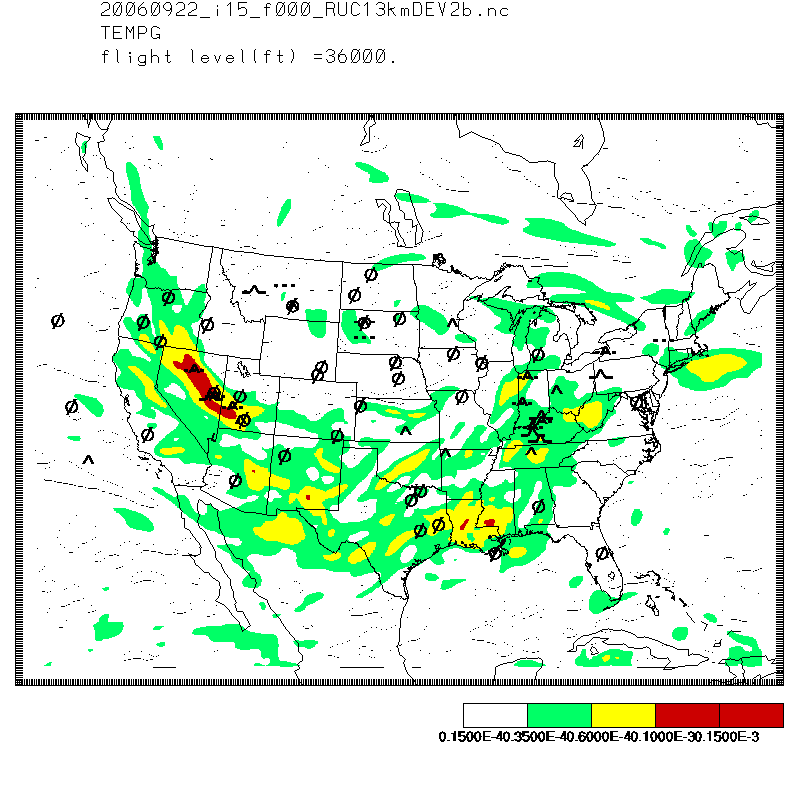 20060922_i15_f000_RUC13kmDEV2b.nc
TEMPG
flight level(ft) =36000.
0.1500E-40.3500E-40.6000E-40.1000E-30.1500E-3